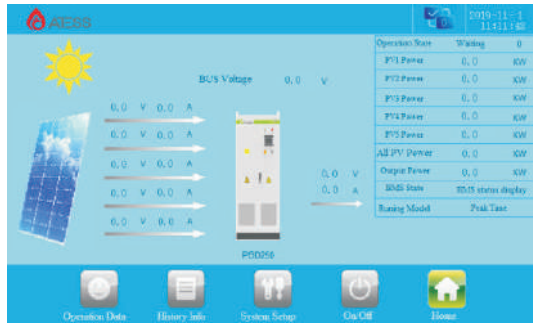 AEBS
2019-11-1
Operation State Waiting 0
PV1 Power 0.0 KW
BUS Voltage 0.0 V
PV2 Power 0.0 KW
PV3 Power 0.0 KW
0.0 V 0.0 A
PV4 Power 0.0 KW
0.0 V 0.0 A
PV5 Power 0.0 KW
All PV Power 0.0 KW
0.0 V 0.0 A
Output Power 0.0 KW
0.0 V
BMS State BMS status display
0.0 V 0.0 A
0.0 A
Runing Model Peak Time
0.0 V 0.0 A
PGD250
Operation Data History Info System Setup On/Off Home